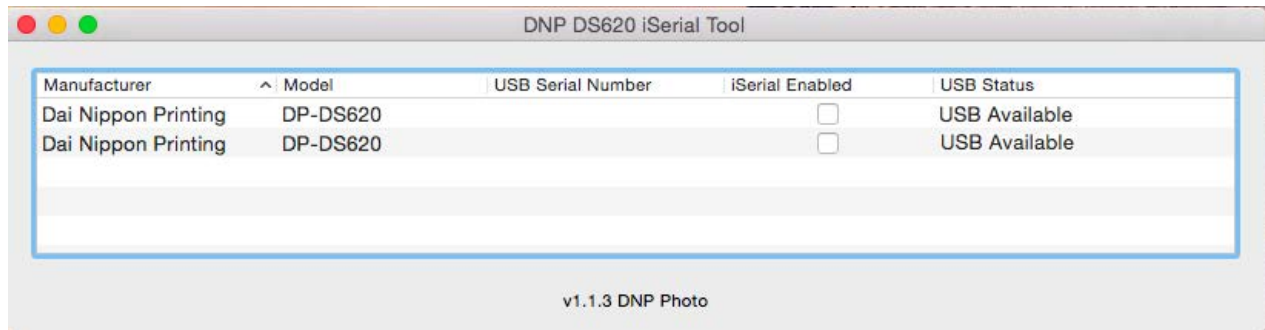 DNP DS620 iSerial Tool
Manufacturer Model USB Serial Number iSerial Enabled USB Status
Dai Nippon Printing DP-DS620 USB Available
Dai Nippon Printing DP-DS620 USB Available
v1.1.3 DNP Photo